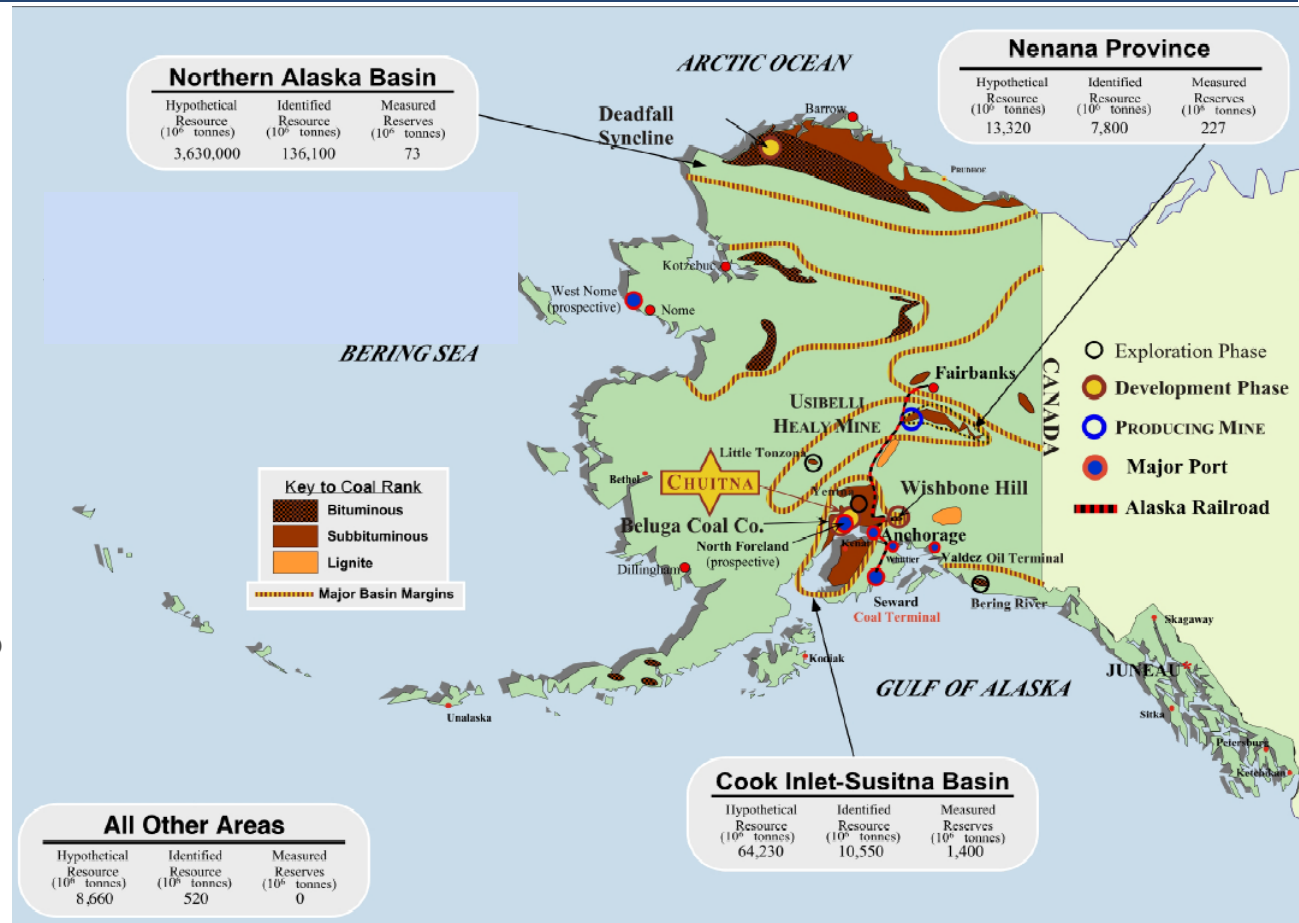 ARCTIC OCEAN
Northern Alaska Basin
Hypothetical Resource (10⁶ tonnes)
Identified Resource (10⁶ tonnes)
Measured Reserves (10⁶ tonnes)
3,630,000
136,100
73
Nenana Province
Hypothetical Resource (10⁶ tonnes)
Identified Resource (10⁶ tonnes)
Measured Reserves (10⁶ tonnes)
13,320
7,800
227
Deadfall
Syncline
Barrow
PRUDHOE
Kotzebue
West Nome
(prospective)
Nome
BERING SEA
CANADA
Exploration Phase
Development Phase
PRODUCING MINE
Major Port
Alaska Railroad
Fairbanks
USIBELLI
HEALY MINE
Little Tonzona
Bethel
CHUITNA
Yentna
Wishbone Hill
Key to Coal Rank
Bituminous
Subbituminous
Lignite
Major Basin Margins
Beluga Coal Co.
Anchorage
North Foreland
(prospective)
Kenai
Whittier
Valdez Oil Terminal
Dillingham
Seward
Coal Terminal
Bering River
Skagaway
Kodiak
JUNEAU
GULF OF ALASKA
Unalaska
Sitka
Petersburg
Ketchikan
Cook Inlet-Susitna Basin
Hypothetical Resource (10⁶ tonnes)
Identified Resource (10⁶ tonnes)
Measured Reserves (10⁶ tonnes)
64,230
10,550
1,400
All Other Areas
Hypothetical Resource (10⁶ tonnes)
Identified Resource (10⁶ tonnes)
Measured Reserves (10⁶ tonnes)
8,660
520
0